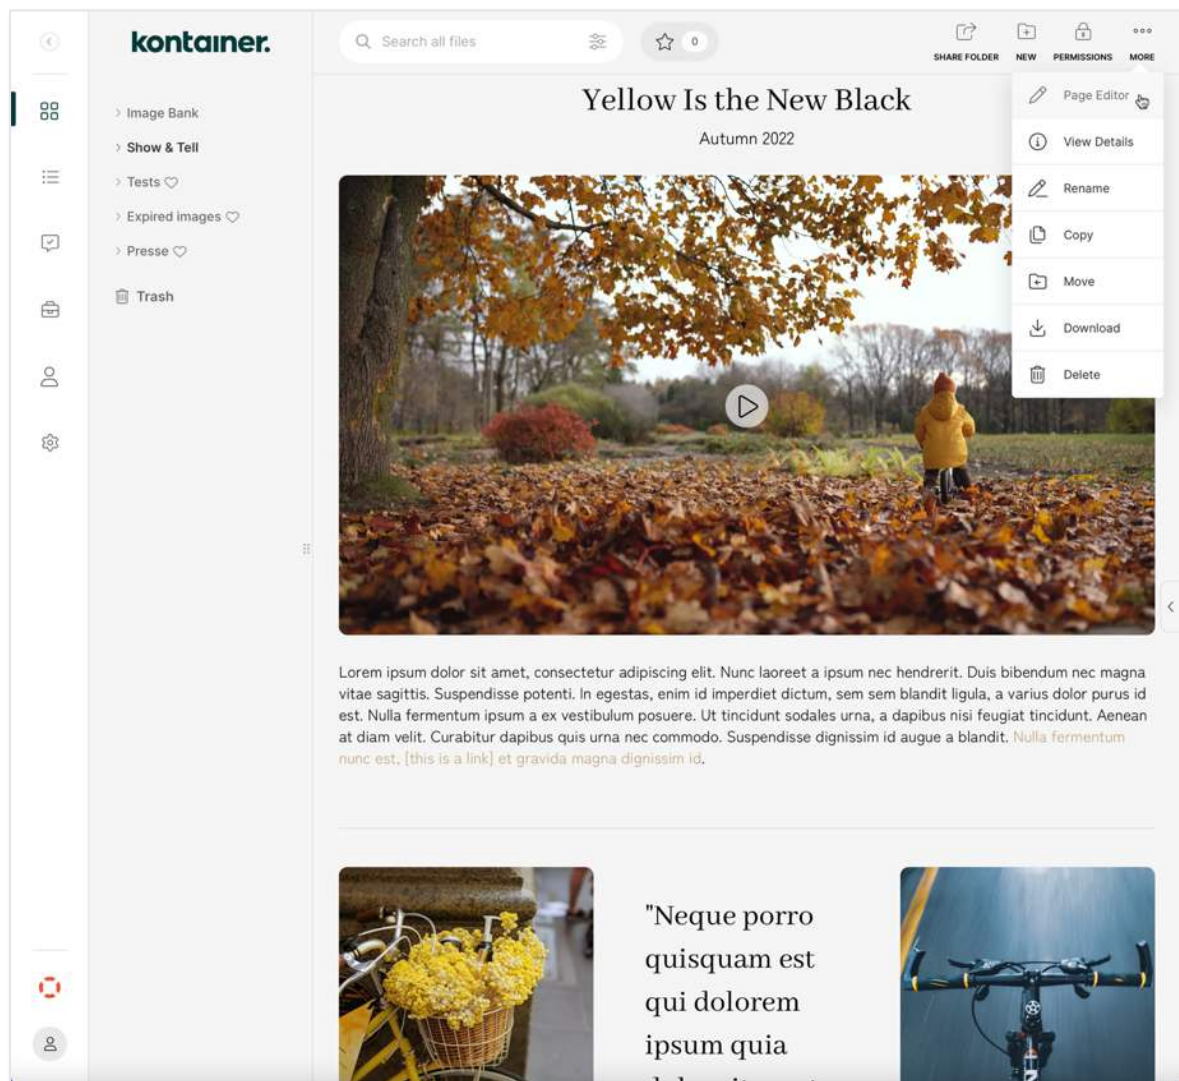 kontainer.
Search all files
0
SHARE FOLDER
NEW
PERMISSIONS
MORE
Image Bank
Show & Tell
Tests
Expired images
Presse
Trash
Page Editor
View Details
Rename
Copy
Move
Download
Delete
Yellow Is the New Black
Autumn 2022
Lorem ipsum dolor sit amet, consectetur adipiscing elit. Nunc laoreet a ipsum nec hendrerit. Duis bibendum nec magna
vitae sagittis. Suspendisse potenti. In egestas, enim id imperdiet dictum, sem sem blandit ligula, a varius dolor purus id
est. Nulla fermentum ipsum a ex vestibulum posuere. Ut tincidunt sodales urna, a dapibus nisi feugiat tincidunt. Aenean
at diam velit. Curabitur dapibus quis urna nec commodo. Suspendisse dignissim id augue a blandit. Nulla fermentum
nunc est, [this is a link] et gravida magna dignissim id.
"Neque porro
quisquam est
qui dolorem
ipsum quia